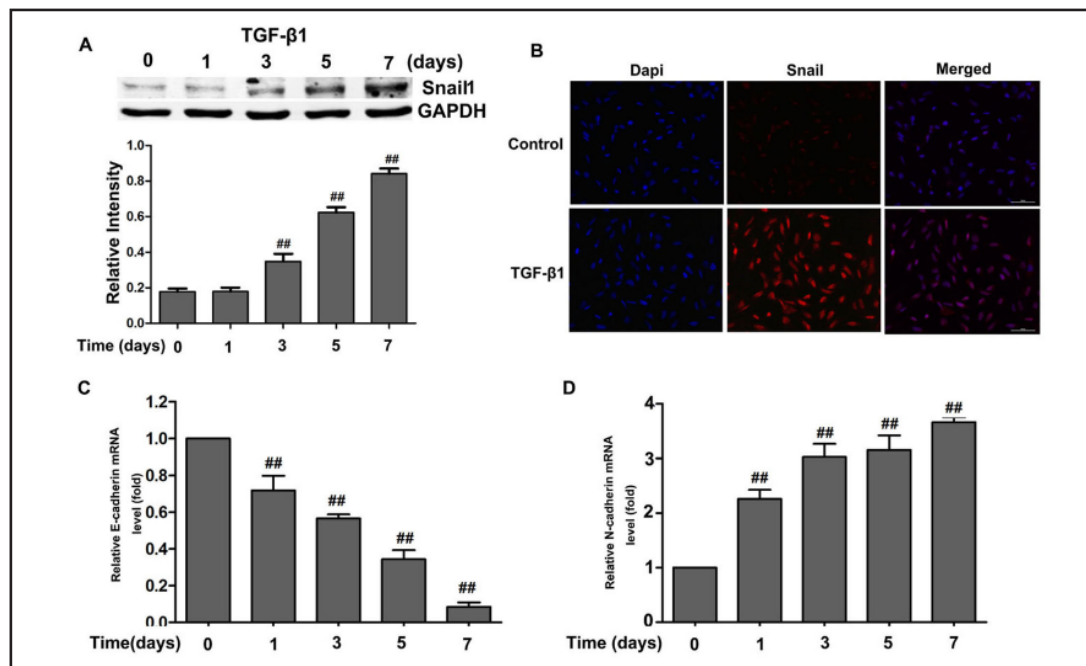 A
TGF-β1
0 1 3 5 7 (days)
Snail1
GAPDH
1.0
0.8
0.6
0.4
0.2
0.0
Relative Intensity
##
##
##
Time (days) 0 1 3 5 7
B
Dapi Snail Merged
Control
TGF-β1
C
1.2
1.0
0.8
0.6
0.4
0.2
0.0
Relative E-cadherin mRNA
level (fold)
##
##
##
##
Time(days) 0 1 3 5 7
D
4
3
2
1
0
Relative N-cadherin mRNA
level (fold)
##
##
##
##
Time (days) 0 1 3 5 7